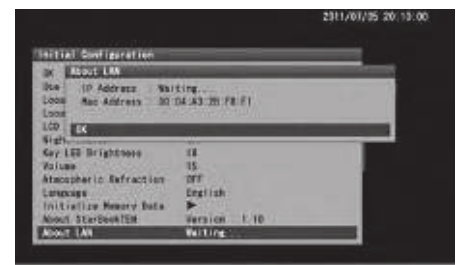 2011/07/05 20:13:00
Initial Configuration
About LAN
IP Address : Waiting...
Mac Address : 00:04:A3:2B:F8:F1
OK
Key LED Brightness 10
Volume 15
Atmospheric Refraction OFF
Language English
Initialize Memory Data ▶
About StarBookTEN Version 1.10
About LAN Waiting...